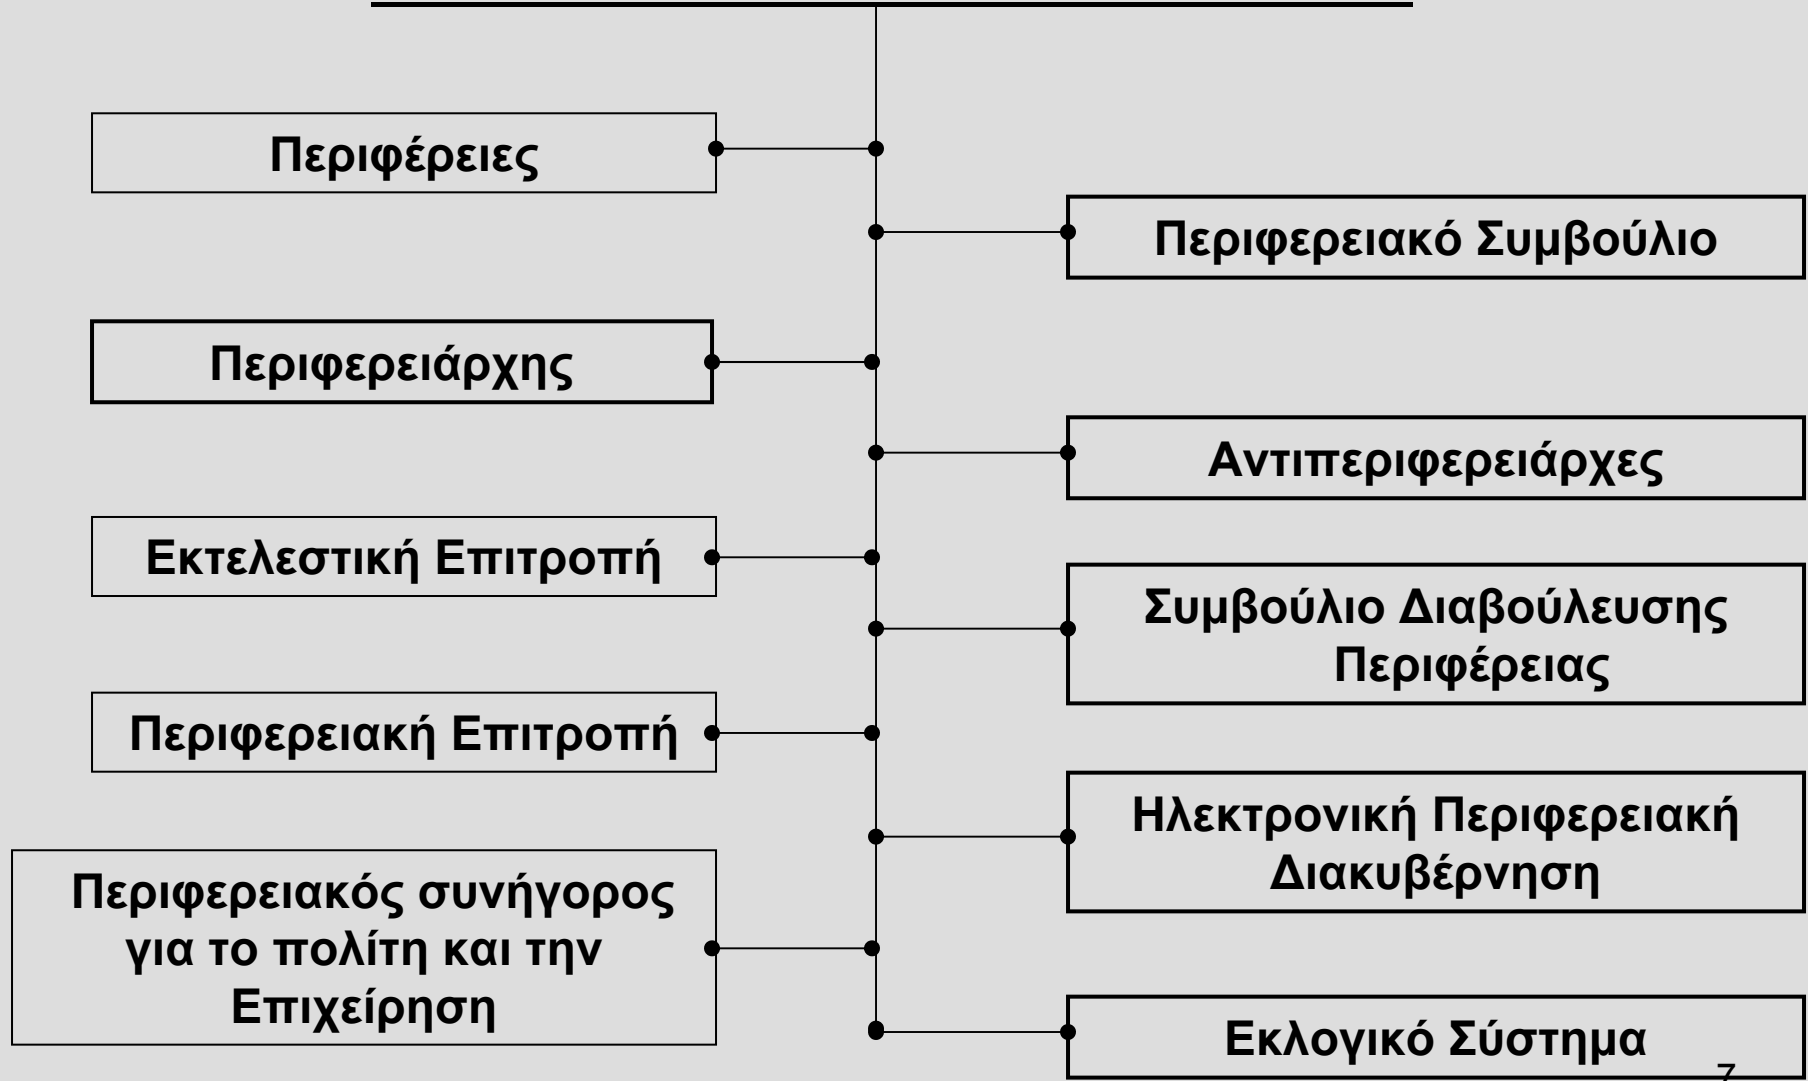 Περιφέρειες
Περιφερειακό Συμβούλιο
Περιφερειάρχης
Αντιπεριφερειάρχες
Εκτελεστική Επιτροπή
Συμβούλιο Διαβούλευσης
Περιφέρειας
Περιφερειακή Επιτροπή
Ηλεκτρονική Περιφερειακή
Διακυβέρνηση
Περιφερειακός συνήγορος
για το πολίτη και την
Επιχείρηση
Εκλογικό Σύστημα
7